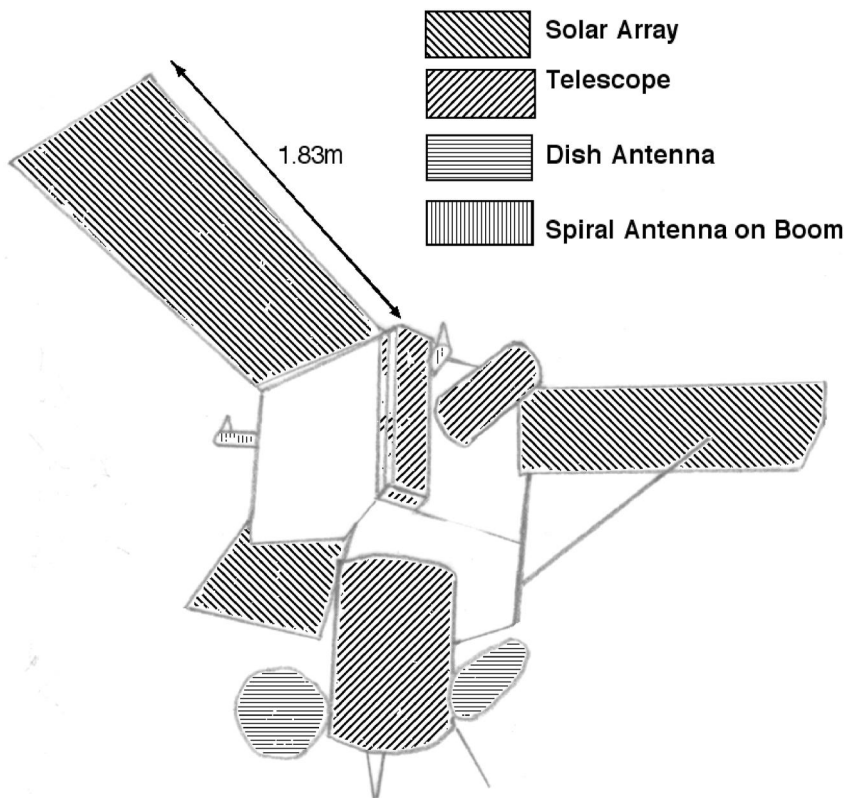 Solar Array
Telescope
1.83m
Dish Antenna
Spiral Antenna on Boom